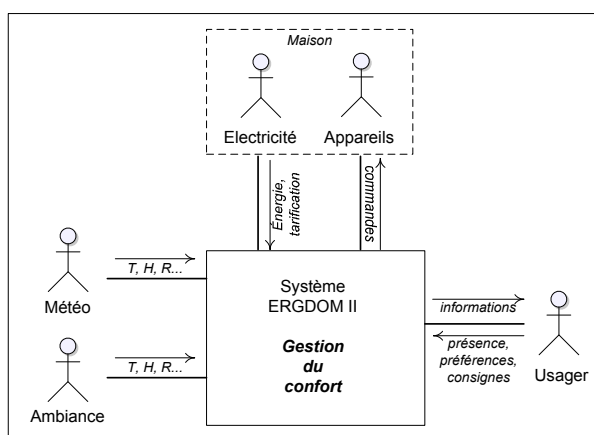 Maison
Electricité
Appareils
Énergie,
tarification
commandes
T, H, R...
Météo
T, H, R...
Ambiance
Système
ERGDOM II
Gestion
du
confort
informations
présence,
préférences,
consignes
Usager